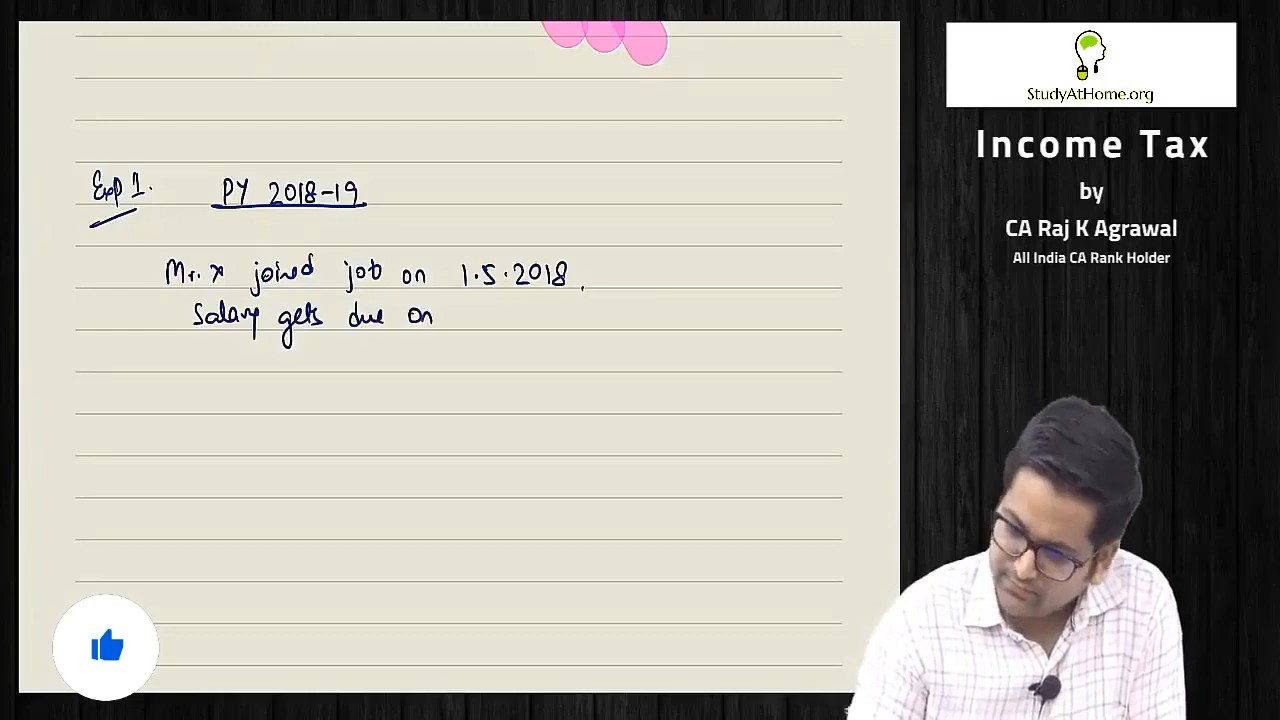 Exp 1. PY 2018-19
Mr. X joined job on 1.5.2018.
Salary gets due on
StudyAtHome.org
Income Tax
by
CA Raj K Agrawal
All India CA Rank Holder